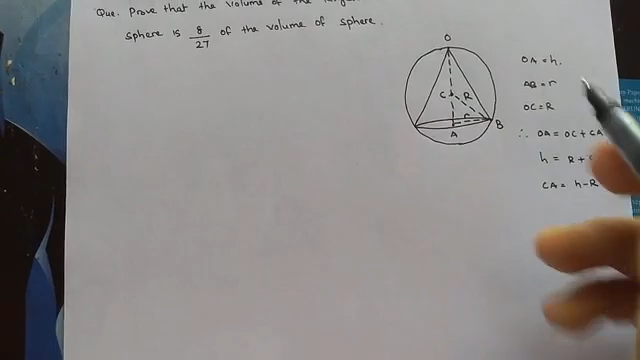 Que. Prove that the volume of the
sphere is 8/27 of the volume of sphere.
O
C R
r
A B
OA = h.
AB = r
OC = R
∴ OA = OC + CA
h = R +
CA = h - R